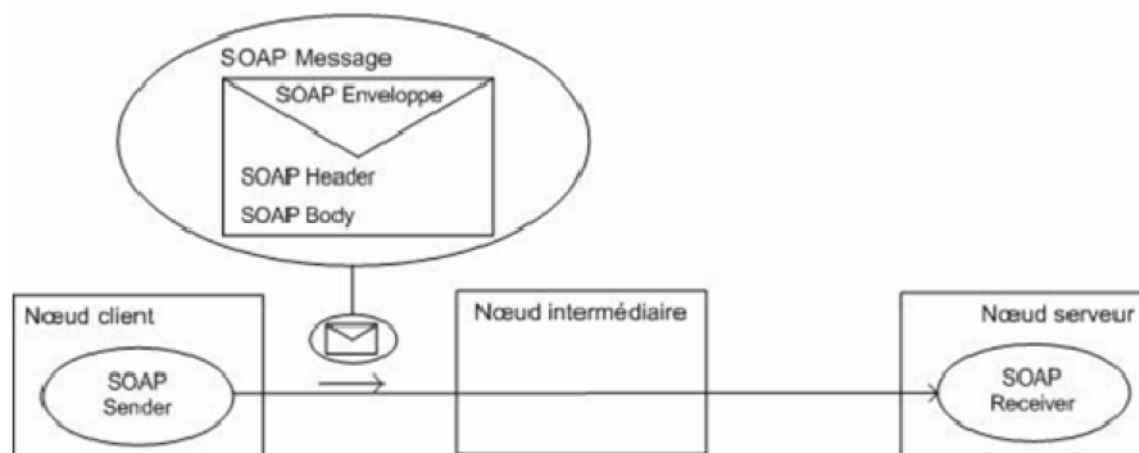 SOAP Message
SOAP Enveloppe
SOAP Header
SOAP Body
Nœud client
Nœud intermédiaire
Nœud serveur
SOAP
Sender
SOAP
Receiver